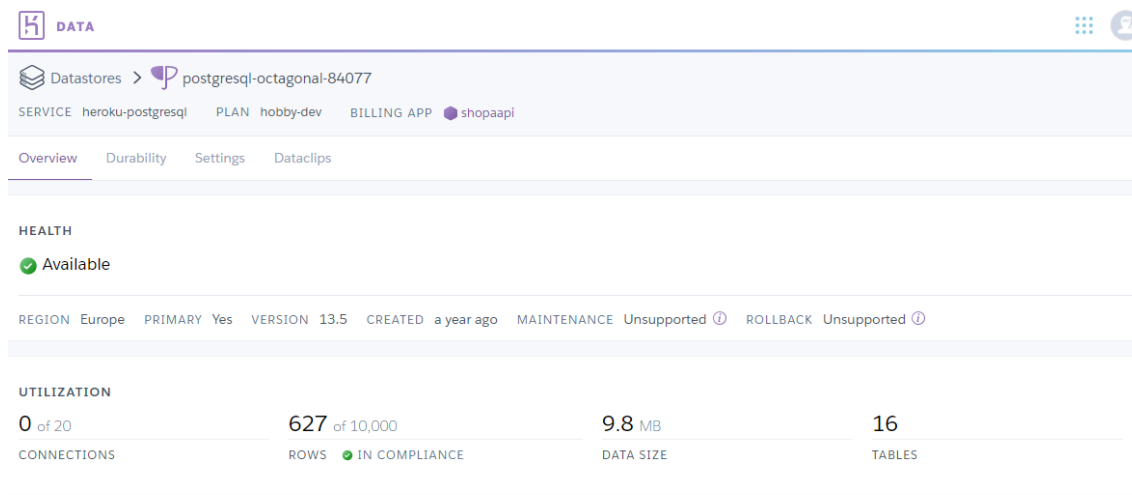 DATA
Datastores > postgresql-octagonal-84077
SERVICE heroku-postgresql PLAN hobby-dev BILLING APP shopaapi
Overview Durability Settings Dataclips
HEALTH
Available
REGION Europe PRIMARY Yes VERSION 13.5 CREATED a year ago MAINTENANCE Unsupported ROLLBACK Unsupported
UTILIZATION
0 of 20 627 of 10,000 9.8 MB 16
CONNECTIONS ROWS IN COMPLIANCE DATA SIZE TABLES